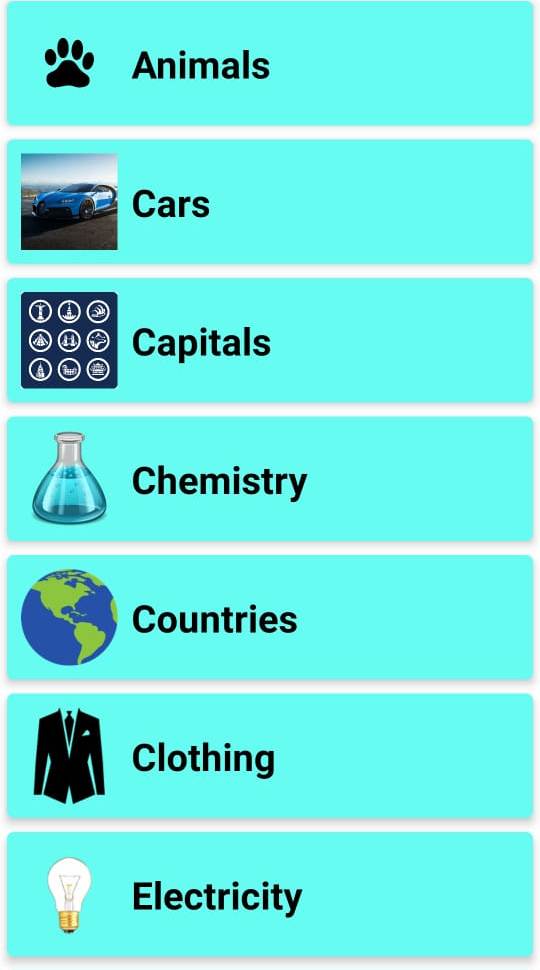 Animals
Cars
Capitals
Chemistry
Countries
Clothing
Electricity